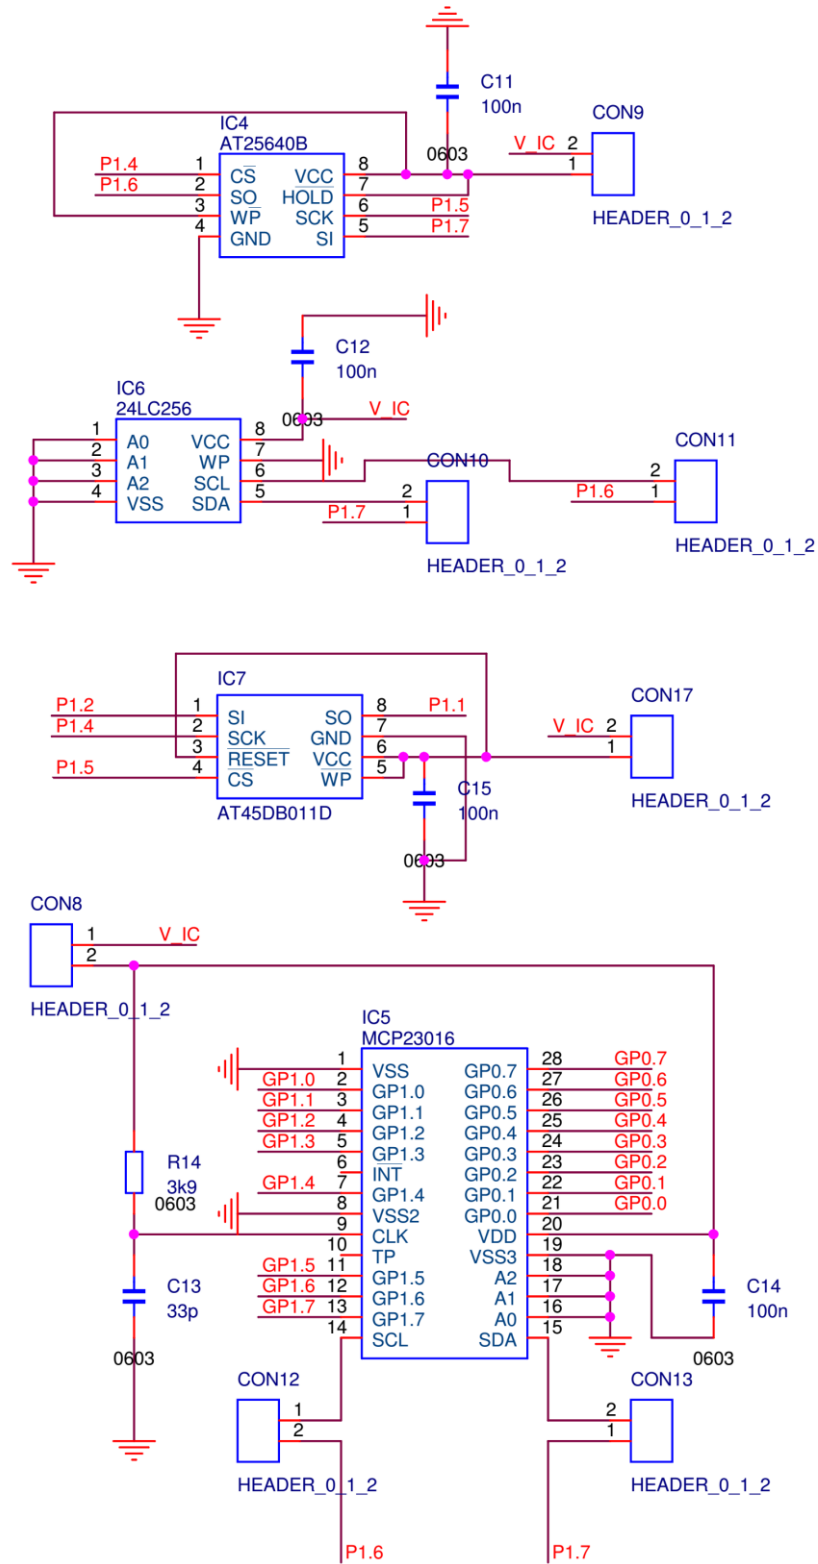 C11
100n
CON9
IC4
AT25640B
0603
V_IC 2
1
P1.4 1 CS VCC 8
P1.6 2 SO HOLD 7
3 WP SCK 6 P1.5
4 GND SI 5 P1.7
HEADER_0_1_2
C12
100n
IC6
24LC256
0603
V_IC
1 A0 VCC 8
2 A1 WP 7
3 A2 SCL 6
4 VSS SDA 5
CON10
2
P1.7 1
HEADER_0_1_2
CON11
2
P1.6 1
HEADER_0_1_2
IC7
CON17
P1.2 1 SI SO 8 P1.1
P1.4 2 SCK GND 7
3 RESET VCC 6
P1.5 4 CS WP 5
V_IC 2
1
HEADER_0_1_2
AT45DB011D
C15
100n
0603
CON8
1 V_IC
2
HEADER_0_1_2
IC5
MCP23016
1 VSS GP0.7 28 GP0.7
GP1.0 2 GP1.0 GP0.6 27 GP0.6
GP1.1 3 GP1.1 GP0.5 26 GP0.5
GP1.2 4 GP1.2 GP0.4 25 GP0.4
GP1.3 5 GP1.3 GP0.3 24 GP0.3
6 INT GP0.2 23 GP0.2
GP1.4 7 GP1.4 GP0.1 22 GP0.1
8 VSS2 GP0.0 21 GP0.0
9 CLK VDD 20
10 TP VSS3 19
GP1.5 11 GP1.5 A2 18
GP1.6 12 GP1.6 A1 17
GP1.7 13 GP1.7 A0 16
14 SCL SDA 15
R14
3k9
0603
C13
33p
0603
C14
100n
0603
CON12
1
2
HEADER_0_1_2
P1.6
CON13
2
1
HEADER_0_1_2
P1.7